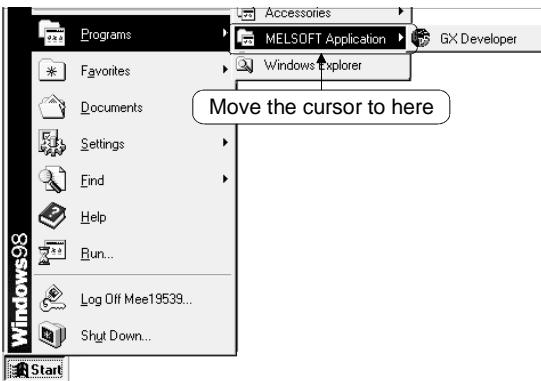 Accessories
Programs
MELSOFT Application
GX Developer
Favorites
Windows Explorer
Documents
Move the cursor to here
Settings
Find
Help
Run...
Log Off Mee19539...
Shut Down...
Windows98
Start